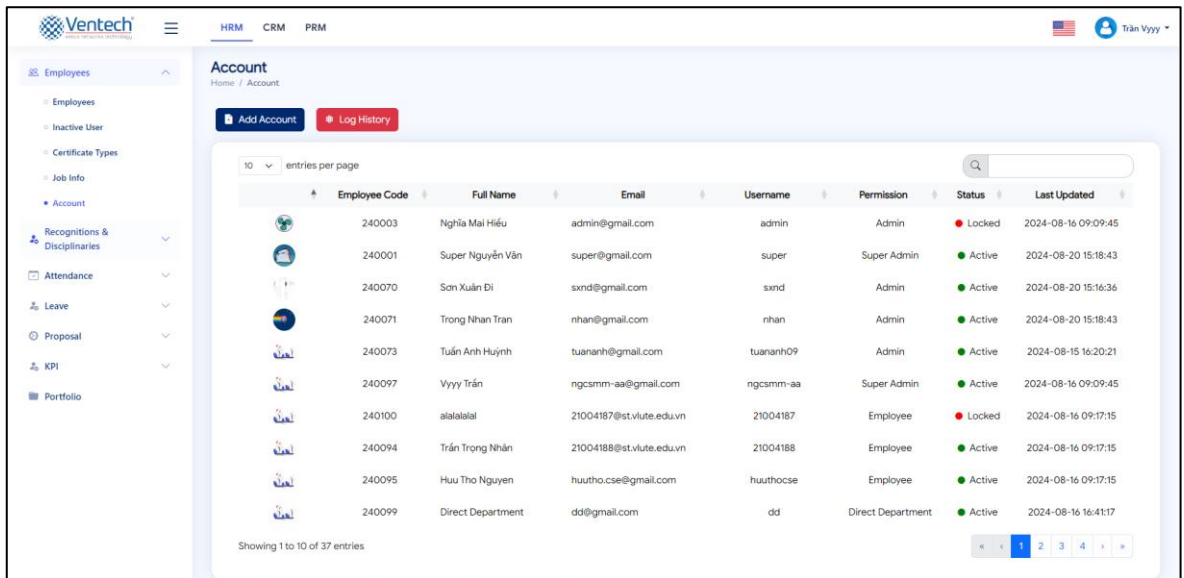 Ventech
HRM CRM PRM
Trần Vyyy
Employees
Employees
Inactive User
Certificate Types
Job Info
Account
Recognitions &
Disciplinaries
Attendance
Leave
Proposal
KPI
Portfolio
Account
Home / Account
Add Account Log History
10 entries per page
Employee Code Full Name Email Username Permission Status Last Updated
240003 Nghĩa Mai Hiếu admin@gmail.com admin Admin Locked 2024-08-16 09:09:45
240001 Super Nguyễn Văn super@gmail.com super Super Admin Active 2024-08-20 15:18:43
240070 Sơn Xuân Đi sxnd@gmail.com sxnd Admin Active 2024-08-20 15:16:36
240071 Trong Nhan Tran nhan@gmail.com nhan Admin Active 2024-08-20 15:18:43
240073 Tuấn Anh Huỳnh tuananh@gmail.com tuananh09 Admin Active 2024-08-15 16:20:21
240097 Vyyy Trần ngcsmm-aa@gmail.com ngcsmm-aa Super Admin Active 2024-08-16 09:09:45
240100 alalalalal 21004187@st.vlute.edu.vn 21004187 Employee Locked 2024-08-16 09:17:15
240094 Trần Trọng Nhân 21004188@st.vlute.edu.vn 21004188 Employee Active 2024-08-16 09:17:15
240095 Huu Tho Nguyen huutho.cse@gmail.com huuthocse Employee Active 2024-08-16 09:17:15
240099 Direct Department dd@gmail.com dd Direct Department Active 2024-08-16 16:41:17
Showing 1 to 10 of 37 entries
« ‹ 1 2 3 4 › »